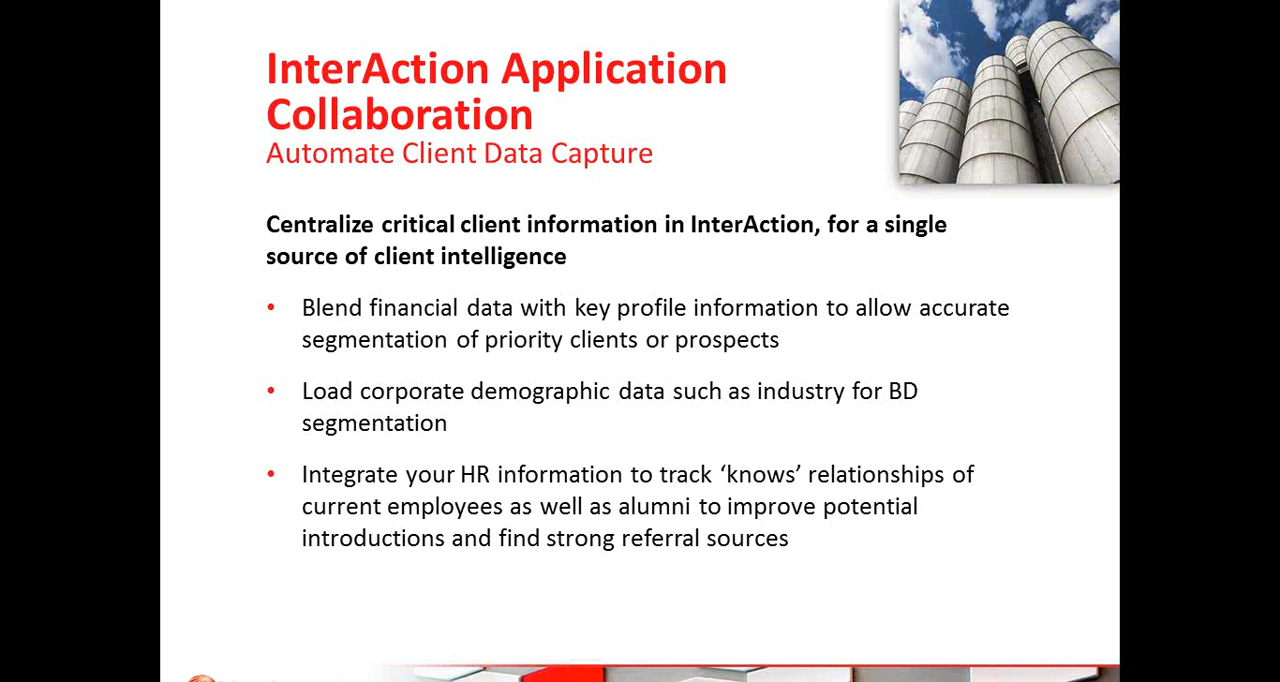 InterAction Application
Collaboration
Automate Client Data Capture
Centralize critical client information in InterAction, for a single
source of client intelligence
• Blend financial data with key profile information to allow accurate
segmentation of priority clients or prospects
• Load corporate demographic data such as industry for BD
segmentation
• Integrate your HR information to track ‘knows’ relationships of
current employees as well as alumni to improve potential
introductions and find strong referral sources